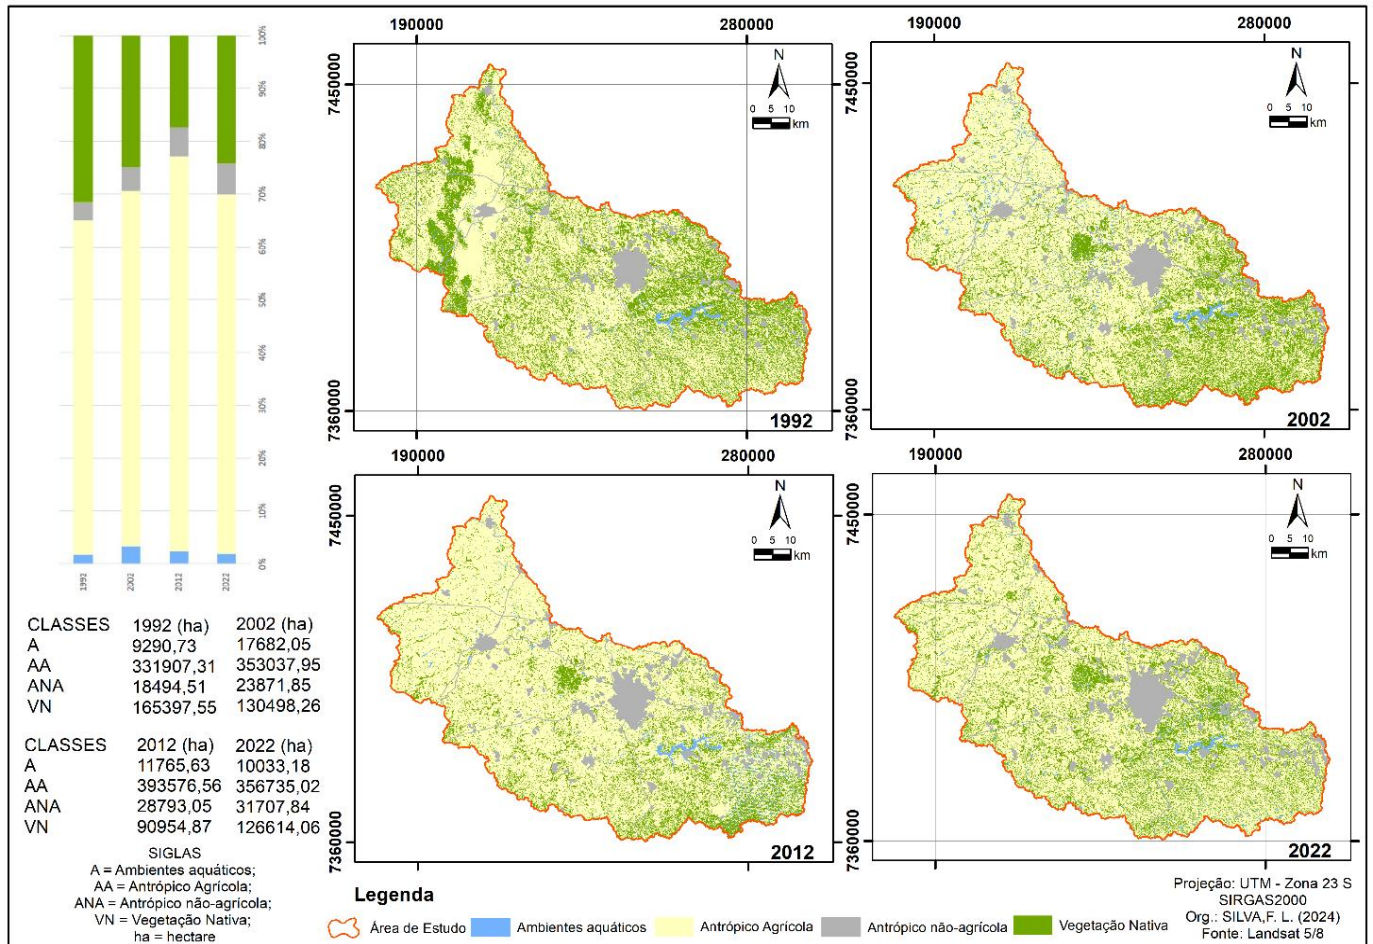 100%
90%
80%
70%
60%
50%
40%
30%
20%
10%
0%
1992
2002
2012
2022
CLASSES 1992 (ha) 2002 (ha)
A 9290,73 17682,05
AA 331907,31 353037,95
ANA 18494,51 23871,85
VN 165397,55 130498,26
CLASSES 2012 (ha) 2022 (ha)
A 11765,63 10033,18
AA 393576,56 356735,02
ANA 28793,05 31707,84
VN 90954,87 126614,06
SIGLAS
A = Ambientes aquáticos;
AA = Antrópico Agrícola;
ANA = Antrópico não-agrícola;
VN = Vegetação Nativa;
ha = hectare
190000 280000
7450000
7360000
N
0 5 10
km
1992
190000 280000
7450000
7360000
N
0 5 10
km
2002
190000 280000
7450000
7360000
N
0 5 10
km
2012
190000 280000
7450000
7360000
N
0 5 10
km
2022
Legenda
Área de Estudo Ambientes aquáticos Antrópico Agrícola Antrópico não-agrícola Vegetação Nativa
Projeção: UTM - Zona 23 S
SIRGAS2000
Org.: SILVA,F. L. (2024)
Fonte: Landsat 5/8